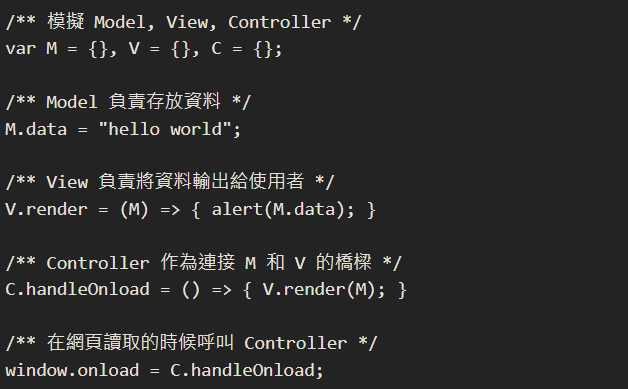 /** 模擬 Model, View, Controller */
var M = {}, V = {}, C = {};
/** Model 負責存放資料 */
M.data = "hello world";
/** View 負責將資料輸出給使用者 */
V.render = (M) => { alert(M.data); }
/** Controller 作為連接 M 和 V 的橋樑 */
C.handleOnload = () => { V.render(M); }
/** 在網頁讀取的時候呼叫 Controller */
window.onload = C.handleOnload;